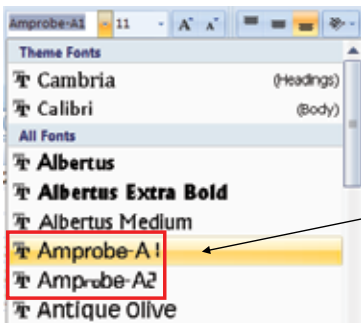 Amprobe-A1 11 A A
Theme Fonts
Cambria (Headings)
Calibri (Body)
All Fonts
Albertus
Albertus Extra Bold
Albertus Medium
Amprobe-A1
Amprobe-A2
Antique Olive